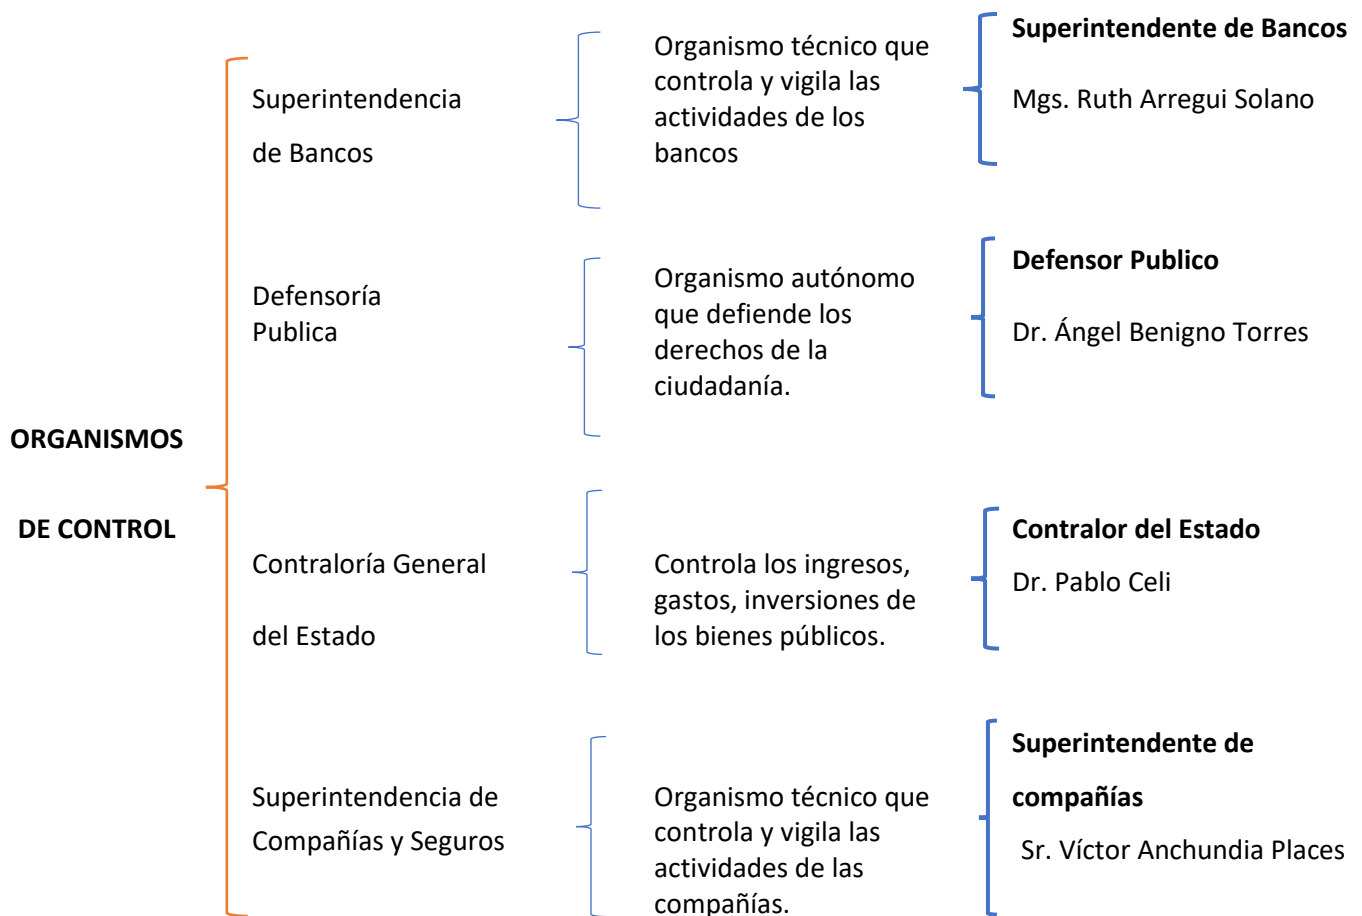 ORGANISMOS
DE CONTROL
Superintendencia
de Bancos
Organismo técnico que
controla y vigila las
actividades de los
bancos
Superintendente de Bancos
Mgs. Ruth Arregui Solano
Defensoría
Publica
Organismo autónomo
que defiende los
derechos de la
ciudadanía.
Defensor Publico
Dr. Ángel Benigno Torres
Contraloría General
del Estado
Controla los ingresos,
gastos, inversiones de
los bienes públicos.
Contralor del Estado
Dr. Pablo Celi
Superintendencia de
Compañías y Seguros
Organismo técnico que
controla y vigila las
actividades de las
compañías.
Superintendente de
compañías
Sr. Víctor Anchundia Places